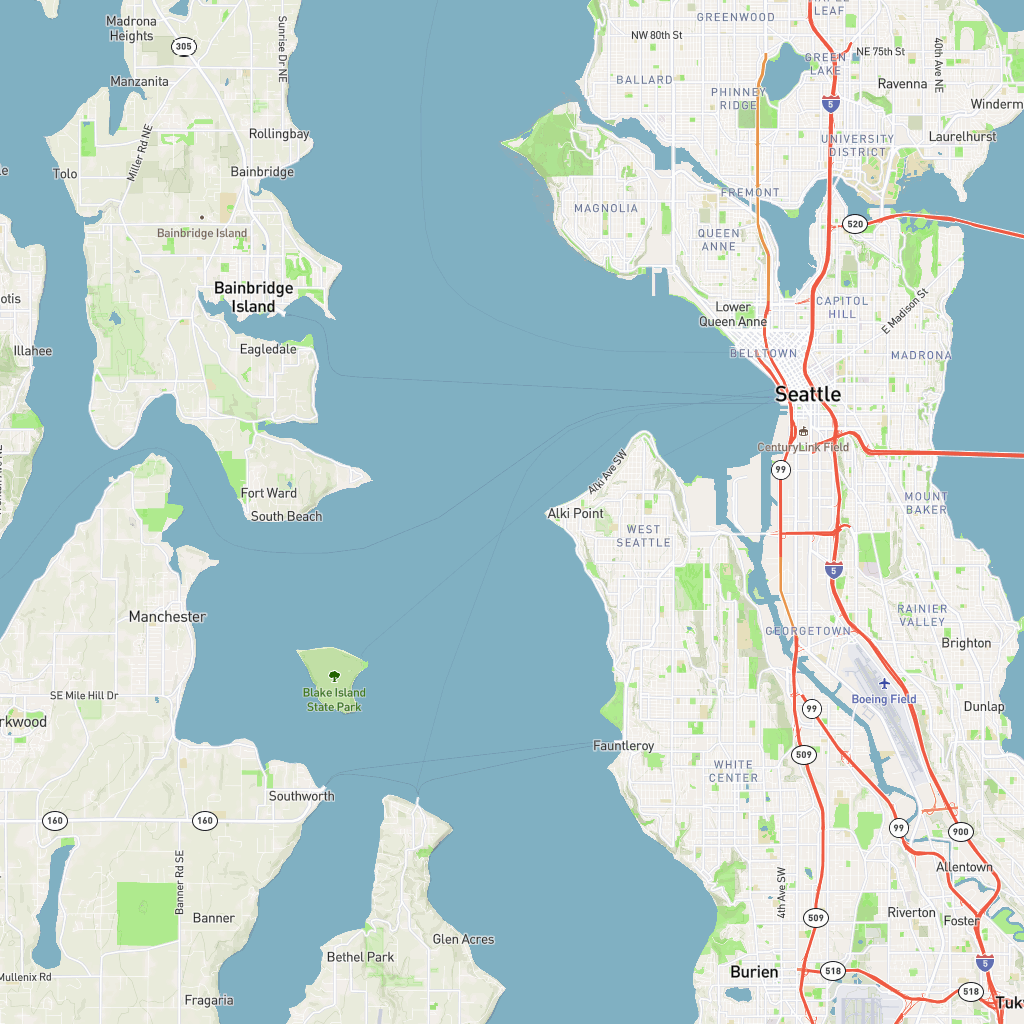 MAPLE
LEAF
GREENWOOD
Madrona
Heights
305
Sunrise Dr NE
NW 80th St
NE 75th St
40th Ave NE
GREEN
LAKE
Manzanita
BALLARD
Ravenna
PHINNEY
RIDGE
5
Winderm
Rollingbay
Miller Rd NE
Laurelhurst
UNIVERSITY
DISTRICT
Tolo
Bainbridge
FREMONT
MAGNOLIA
520
Bainbridge Island
QUEEN
ANNE
Bainbridge
Island
otis
Lower
Queen Anne
CAPITOL
HILL
E Madison St
Illahee
Eagledale
BELLTOWN
MADRONA
Seattle
CenturyLink Field
Alki Ave SW
99
Fort Ward
South Beach
Alki Point
MOUNT
BAKER
WEST
SEATTLE
5
Manchester
GEORGETOWN
RAINIER
VALLEY
Brighton
SE Mile Hill Dr
Blake Island
State Park
Boeing Field
99
Dunlap
rkwood
Fauntleroy
509
WHITE
CENTER
Southworth
160
160
99
900
Banner Rd SE
4th Ave SW
Allentown
Banner
509
Riverton
Foster
Glen Acres
Bethel Park
5
Mullenix Rd
Burien
518
518
Fragaria
Tuk